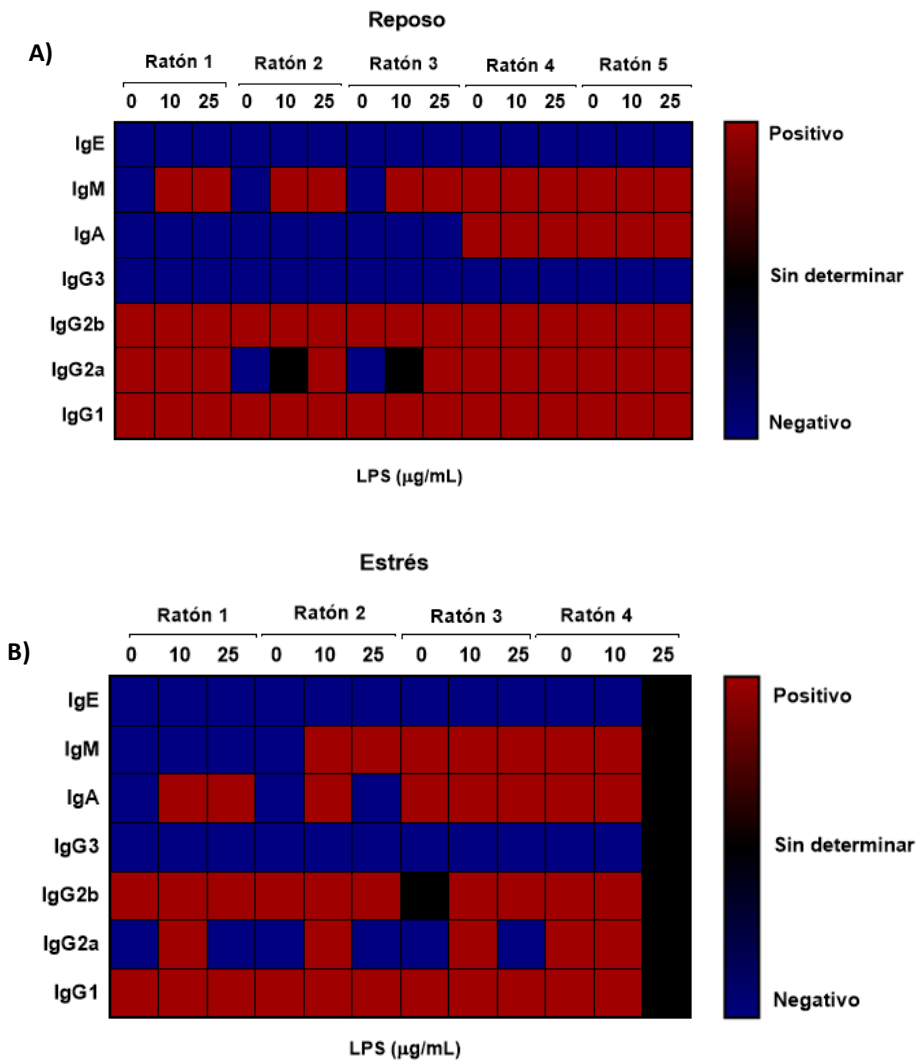 Reposo
A)
Ratón 1 Ratón 2 Ratón 3 Ratón 4 Ratón 5
0 10 25 0 10 25 0 10 25 0 10 25 0 10 25
IgE
IgM
IgA
IgG3
IgG2b
IgG2a
IgG1
Positivo
Sin determinar
Negativo
LPS (µg/mL)
Estrés
Ratón 1 Ratón 2 Ratón 3 Ratón 4
B)
0 10 25 0 10 25 0 10 25 0 10 25
IgE
IgM
IgA
IgG3
IgG2b
IgG2a
IgG1
Positivo
Sin determinar
Negativo
LPS (µg/mL)